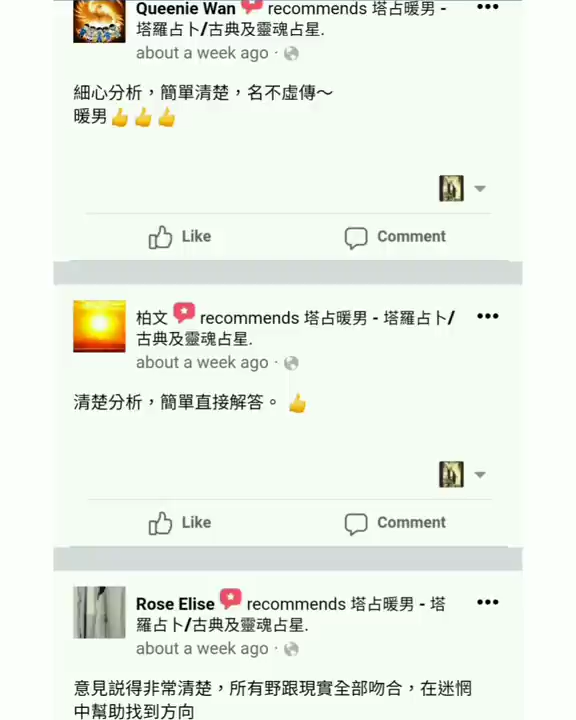 Queenie Wan recommends 塔占暖男 -
塔羅占卜/古典及靈魂占星.
about a week ago ·
細心分析，簡單清楚，名不虛傳～
暖男👍👍👍
Like Comment
柏文 recommends 塔占暖男 - 塔羅占卜/
古典及靈魂占星.
about a week ago ·
清楚分析，簡單直接解答。 👍
Like Comment
Rose Elise recommends 塔占暖男 - 塔
羅占卜/古典及靈魂占星.
about a week ago ·
意見說得非常清楚，所有野跟現實全部吻合，在迷惘
中幫助找到方向